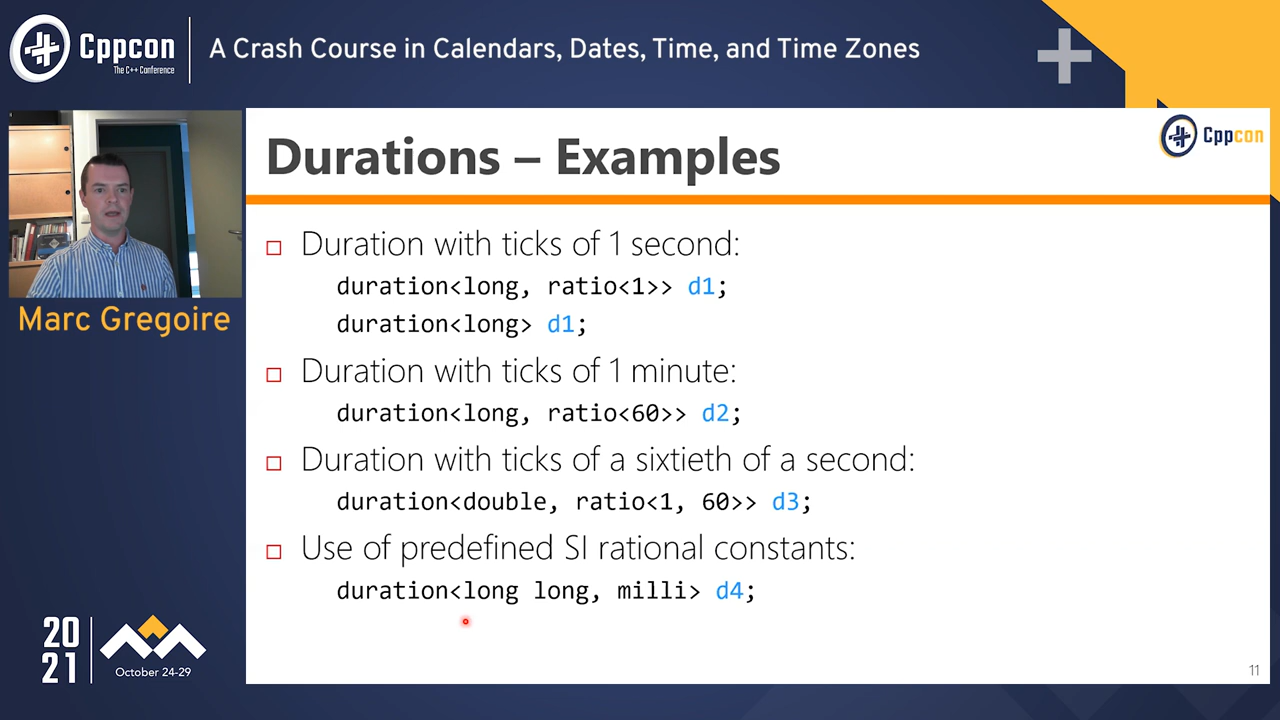 Cppcon
The C++ Conference
A Crash Course in Calendars, Dates, Time, and Time Zones
Cppcon
Marc Gregoire
Durations – Examples
Duration with ticks of 1 second:
duration<long, ratio<1>> d1;
duration<long> d1;
Duration with ticks of 1 minute:
duration<long, ratio<60>> d2;
Duration with ticks of a sixtieth of a second:
duration<double, ratio<1, 60>> d3;
Use of predefined SI rational constants:
duration<long long, milli> d4;
20
21
October 24-29
11